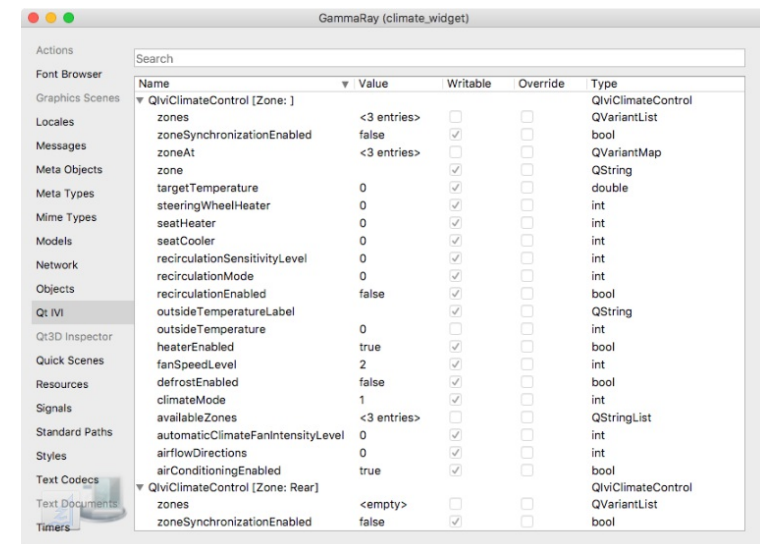 GammaRay (climate_widget)
Actions
Font Browser
Graphics Scenes
Locales
Messages
Meta Objects
Meta Types
Mime Types
Models
Network
Objects
Qt IVI
Qt3D Inspector
Quick Scenes
Resources
Signals
Standard Paths
Styles
Text Codecs
Text Documents
Timers
Search
Name Value Writable Override Type
QIviClimateControl [Zone: ] QIviClimateControl
zones <3 entries> QVariantList
zoneSynchronizationEnabled false bool
zoneAt <3 entries> QVariantMap
zone QString
targetTemperature 0 double
steeringWheelHeater 0 int
seatHeater 0 int
seatCooler 0 int
recirculationSensitivityLevel 0 int
recirculationMode 0 int
recirculationEnabled false bool
outsideTemperatureLabel QString
outsideTemperature 0 int
heaterEnabled true bool
fanSpeedLevel 2 int
defrostEnabled false bool
climateMode 1 int
availableZones <3 entries> QStringList
automaticClimateFanIntensityLevel 0 int
airflowDirections 0 int
airConditioningEnabled true bool
QIviClimateControl [Zone: Rear] QIviClimateControl
zones <empty> QVariantList
zoneSynchronizationEnabled false bool